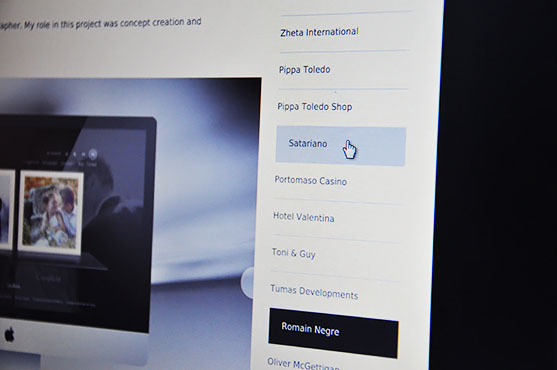 apher. My role in this project was concept creation and
Zheta International
Pippa Toledo
Pippa Toledo Shop
Satariano
Portomaso Casino
Hotel Valentina
Toni & Guy
Tumas Developments
Romain Negre
Oliver McGettigan